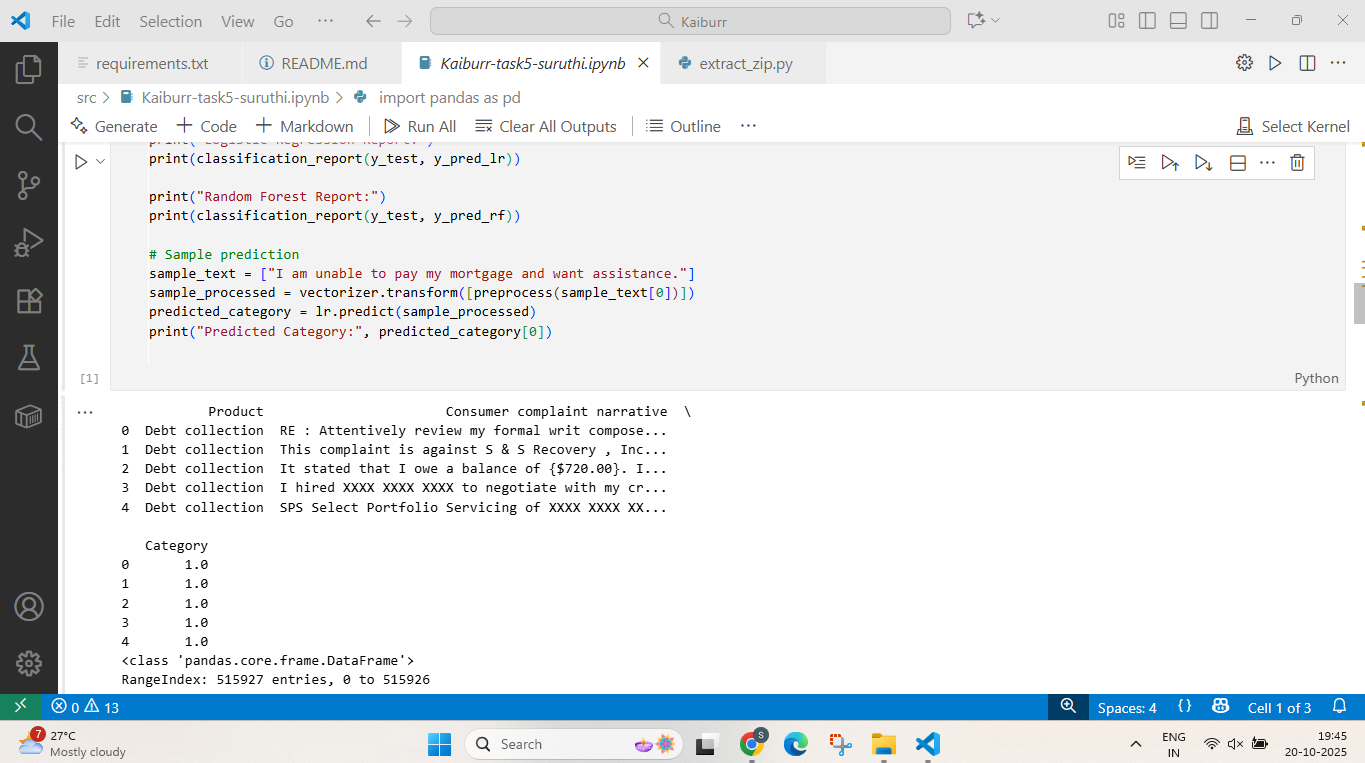 File Edit Selection View Go ··· Kaiburr
requirements.txt README.md Kaiburr-task5-suruthi.ipynb extract_zip.py
src > Kaiburr-task5-suruthi.ipynb > import pandas as pd
Generate + Code + Markdown Run All Clear All Outputs Outline ··· Select Kernel
print("Logistic Regression Report:")
print(classification_report(y_test, y_pred_lr))
print("Random Forest Report:")
print(classification_report(y_test, y_pred_rf))
# Sample prediction
sample_text = ["I am unable to pay my mortgage and want assistance."]
sample_processed = vectorizer.transform([preprocess(sample_text[0])])
predicted_category = lr.predict(sample_processed)
print("Predicted Category:", predicted_category[0])
[1] Python
Product Consumer complaint narrative \
0 Debt collection RE : Attentively review my formal writ compose...
1 Debt collection This complaint is against S & S Recovery , Inc...
2 Debt collection It stated that I owe a balance of {$720.00}. I...
3 Debt collection I hired XXXX XXXX XXXX to negotiate with my cr...
4 Debt collection SPS Select Portfolio Servicing of XXXX XXXX XX...
Category
0 1.0
1 1.0
2 1.0
3 1.0
4 1.0
<class 'pandas.core.frame.DataFrame'>
RangeIndex: 515927 entries, 0 to 515926
0 13 Spaces: 4 {} Cell 1 of 3
7 27°C Mostly cloudy Search S ENG IN 19:45 20-10-2025